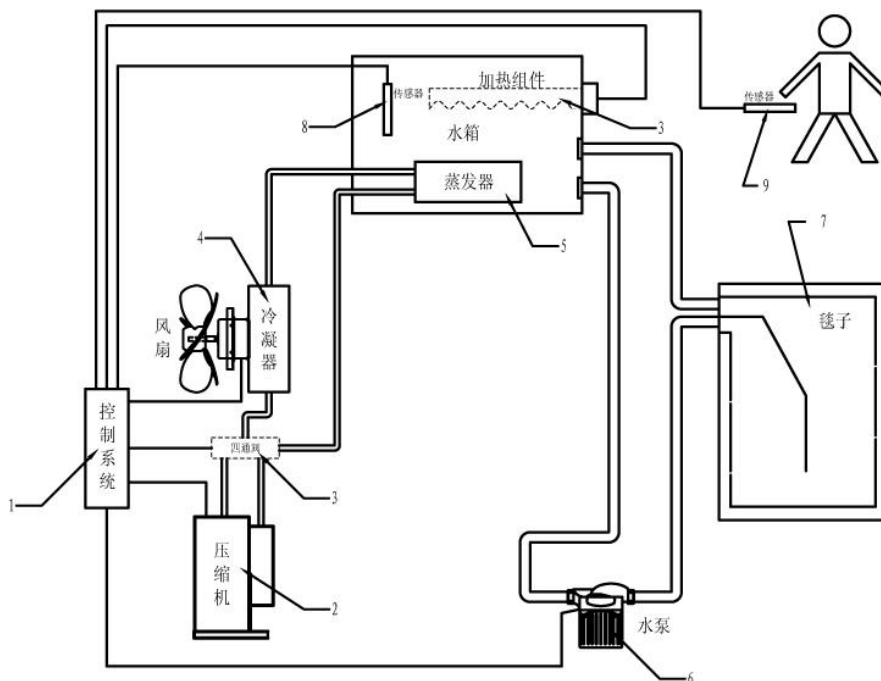 加热组件
传感器
8
3
水箱
传感器
9
蒸发器
5
4
7
风扇
冷凝器
毯子
控制系统
四通阀
1
3
压缩机
2
水泵
6